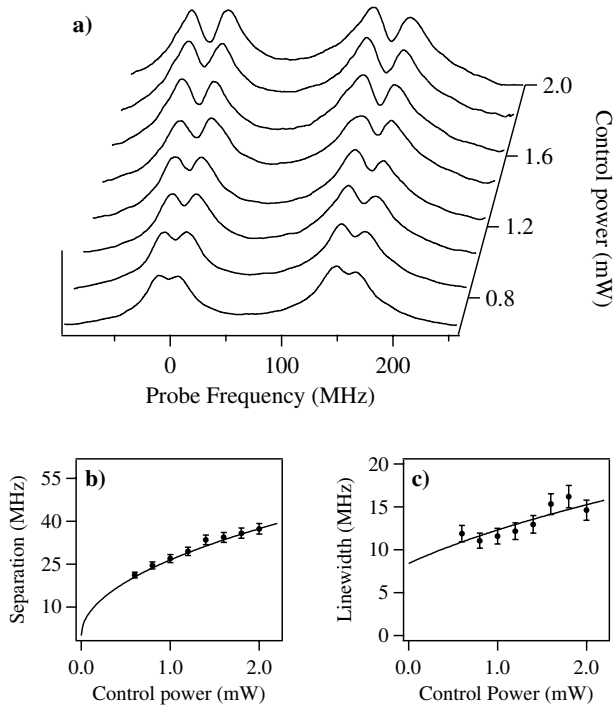 a)
2.0
1.6
1.2
0.8
Control power (mW)
0
100
200
Probe Frequency (MHz)
b)
55
40
25
10
Separation (MHz)
0.0
1.0
2.0
Control power (mW)
c)
20
15
10
5
0
Linewidth (MHz)
0.0
1.0
2.0
Control Power (mW)